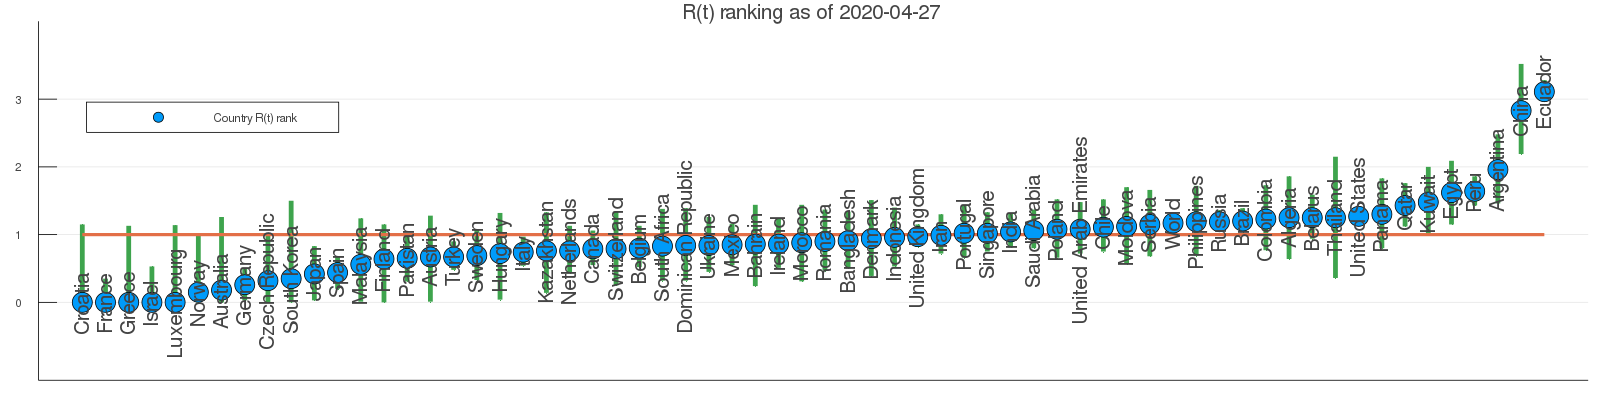 R(t) ranking as of 2020-04-27
3
2
1
0
Country R(t) rank
Croatia
France
Greece
Israel
Luxembourg
Norway
Australia
Germany
Czech Republic
South Korea
Japan
Spain
Malaysia
Finland
Pakistan
Austria
Turkey
Sweden
Hungary
Italy
Kazakhstan
Netherlands
Canada
Switzerland
Belgium
South Africa
Dominican Republic
Ukraine
Mexico
Bahrain
Ireland
Morocco
Romania
Bangladesh
Denmark
Indonesia
United Kingdom
Iran
Portugal
Singapore
India
Saudi Arabia
Poland
United Arab Emirates
Chile
Moldova
Serbia
World
Philippines
Russia
Brazil
Colombia
Algeria
Belarus
Thailand
United States
Panama
Qatar
Kuwait
Egypt
Peru
Argentina
China
Ecuador